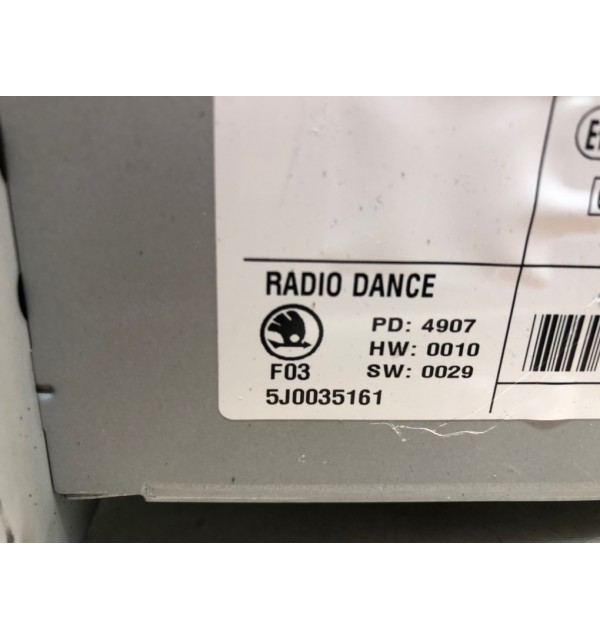 RADIO DANCE
PD: 4907
HW: 0010
F03 SW: 0029
5J0035161